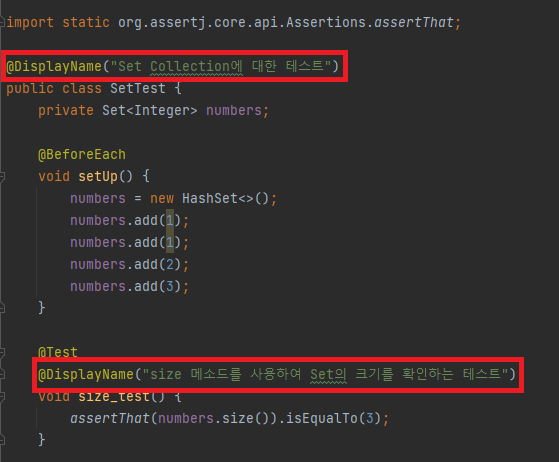 import static org.assertj.core.api.Assertions.assertThat;
@DisplayName("Set Collection에 대한 테스트")
public class SetTest {
private Set<Integer> numbers;
@BeforeEach
void setUp() {
numbers = new HashSet<>();
numbers.add(1);
numbers.add(1);
numbers.add(2);
numbers.add(3);
}
@Test
@DisplayName("size 메소드를 사용하여 Set의 크기를 확인하는 테스트")
void size_test() {
assertThat(numbers.size()).isEqualTo(3);
}